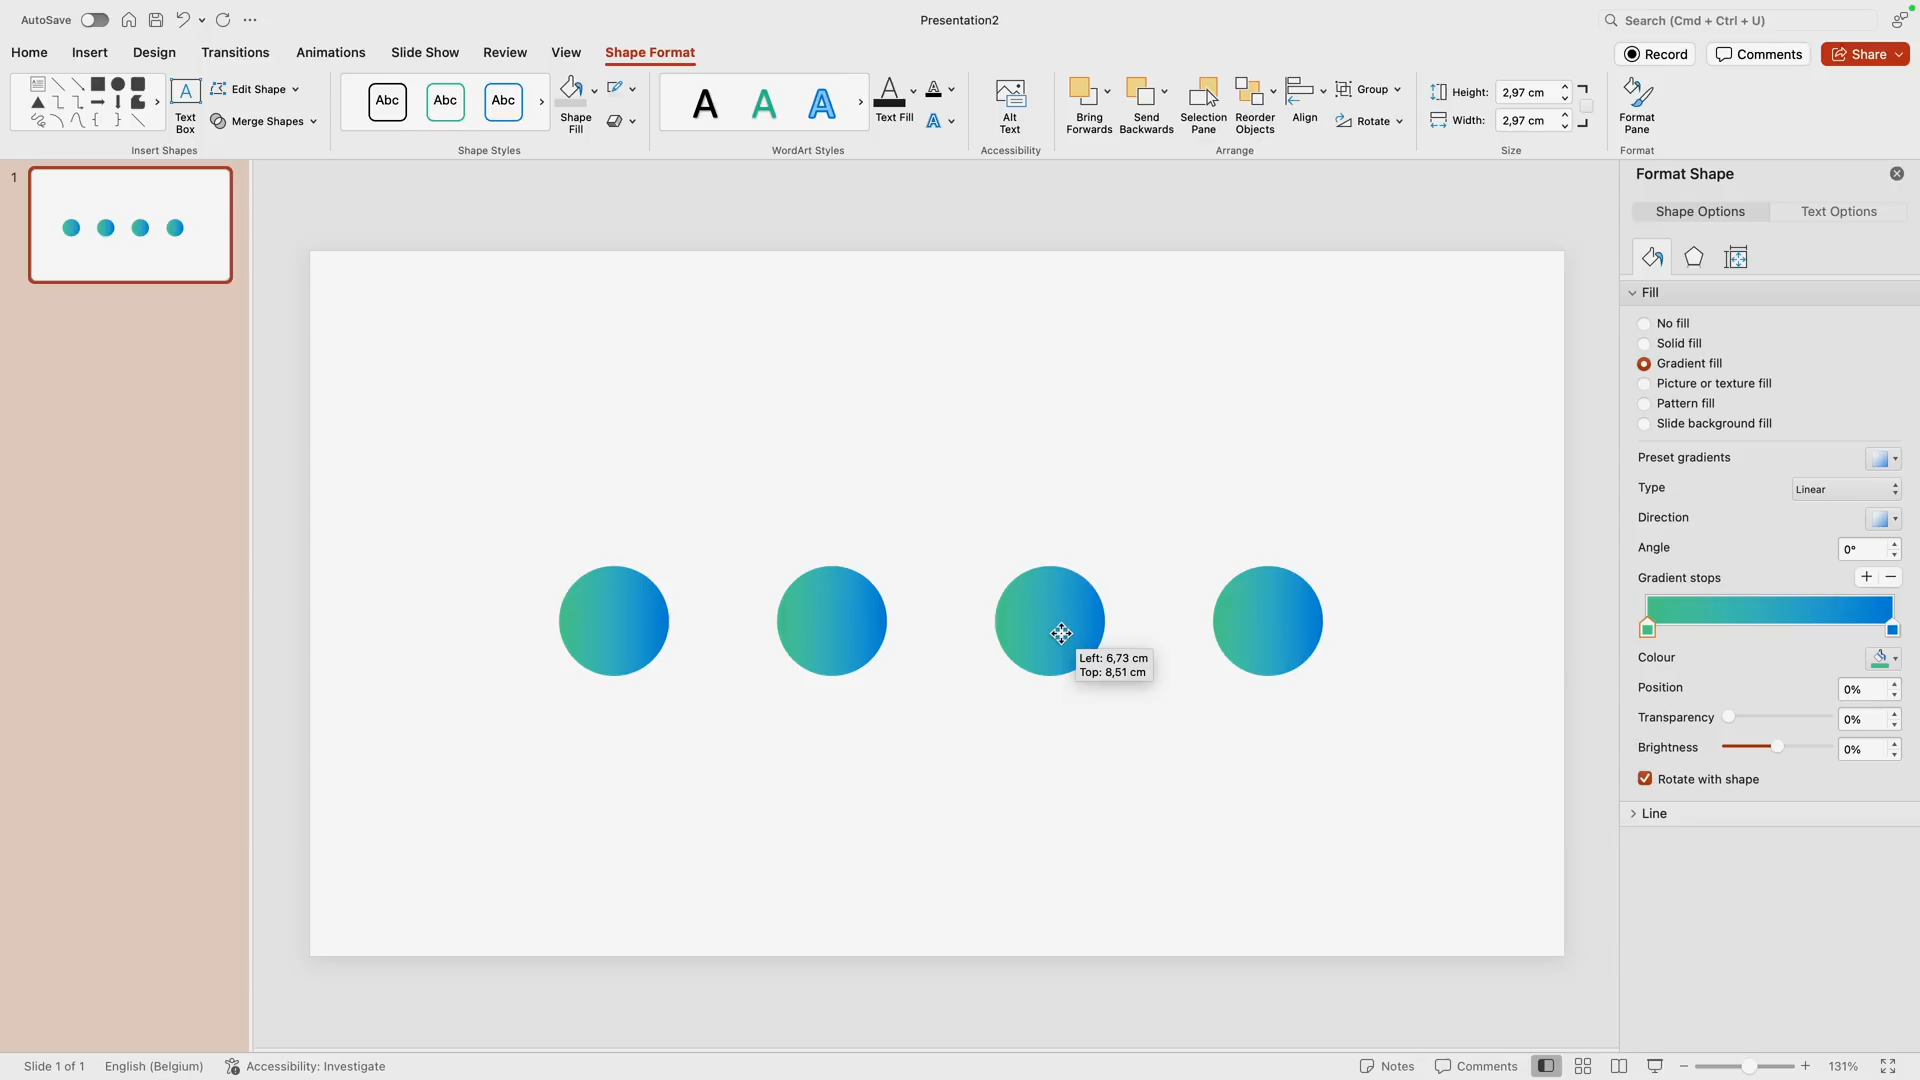 AutoSave
Presentation2
Search (Cmd + Ctrl + U)
Home Insert Design Transitions Animations Slide Show Review View Shape Format
Record Comments Share
Text Box
Edit Shape
Merge Shapes
Insert Shapes
Abc Abc Abc
Shape Fill
Shape Styles
A A A
Text Fill
WordArt Styles
Alt Text
Accessibility
Bring Forwards
Send Backwards
Selection Pane
Reorder Objects
Align
Group
Rotate
Arrange
Height: 2,97 cm
Width: 2,97 cm
Size
Format Pane
Format
1
Left: 6,73 cm
Top: 8,51 cm
Format Shape
Shape Options Text Options
Fill
No fill
Solid fill
Gradient fill
Picture or texture fill
Pattern fill
Slide background fill
Preset gradients
Type Linear
Direction
Angle 0°
Gradient stops
Colour
Position 0%
Transparency 0%
Brightness 0%
Rotate with shape
Line
Slide 1 of 1 English (Belgium) Accessibility: Investigate
Notes Comments 131%